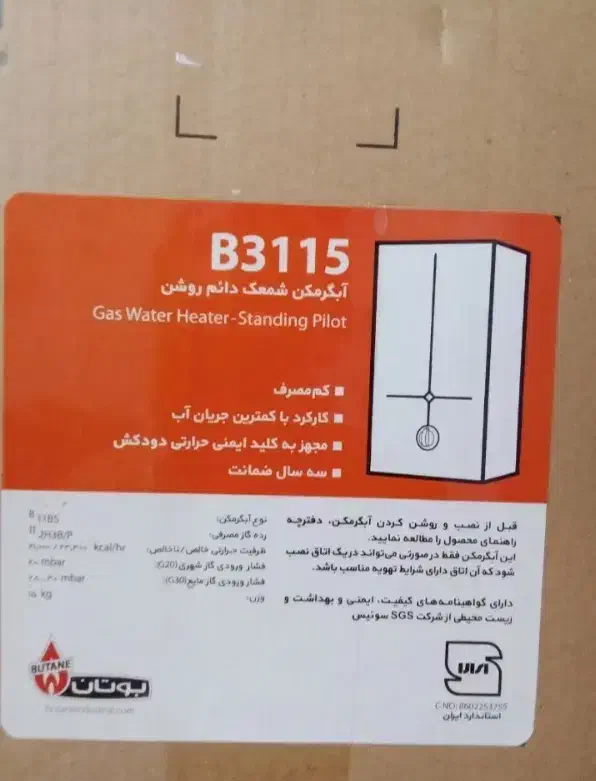 B3115
آبگرمکن شمعک دائم روشن
Gas Water Heater-Standing Pilot
کم‌مصرف
کارکرد با کمترین جریان آب
مجهز به کلید ایمنی حرارتی دودکش
سه سال ضمانت
قبل از نصب و روشن کردن آبگرمکن، دفترچه
راهنمای محصول را مطالعه نمایید.
این آبگرمکن فقط در صورتی می‌تواند در یک اتاق نصب
شود که آن اتاق دارای شرایط تهویه مناسب باشد.
دارای گواهینامه‌های کیفیت، ایمنی و بهداشت و
زیست محیطی از شرکت SGS سوئیس
نوع آبگرمکن:
رده گاز مصرفی: II 2H3B/P
ظرفیت حرارتی خالص/ناخالص: kcal/hr
فشار ورودی گاز شهری (G20): mbar
فشار ورودی گاز مایع (G30): mbar
وزن: kg
BUTANE
بوتان
استاندارد ایران